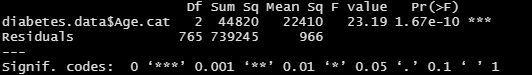 Df Sum Sq Mean Sq F value Pr(>F)
diabetes.data$Age.cat 2 44820 22410 23.19 1.67e-10 ***
Residuals 765 739245 966
---
Signif. codes: 0 ‘***’ 0.001 ‘**’ 0.01 ‘*’ 0.05 ‘.’ 0.1 ‘ ’ 1